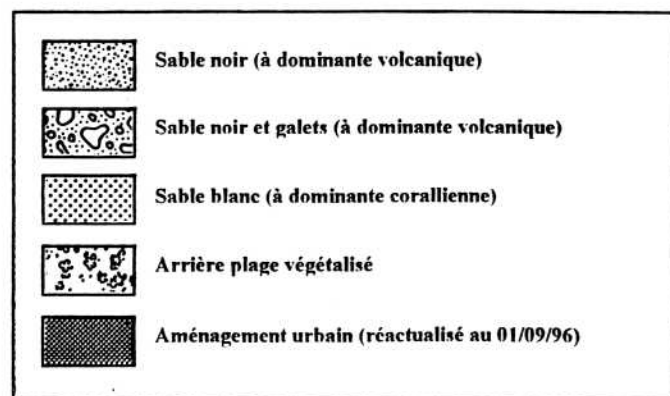 Sable noir (à dominante volcanique)
Sable noir et galets (à dominante volcanique)
Sable blanc (à dominante corallienne)
Arrière plage végétalisé
Aménagement urbain (réactualisé au 01/09/96)